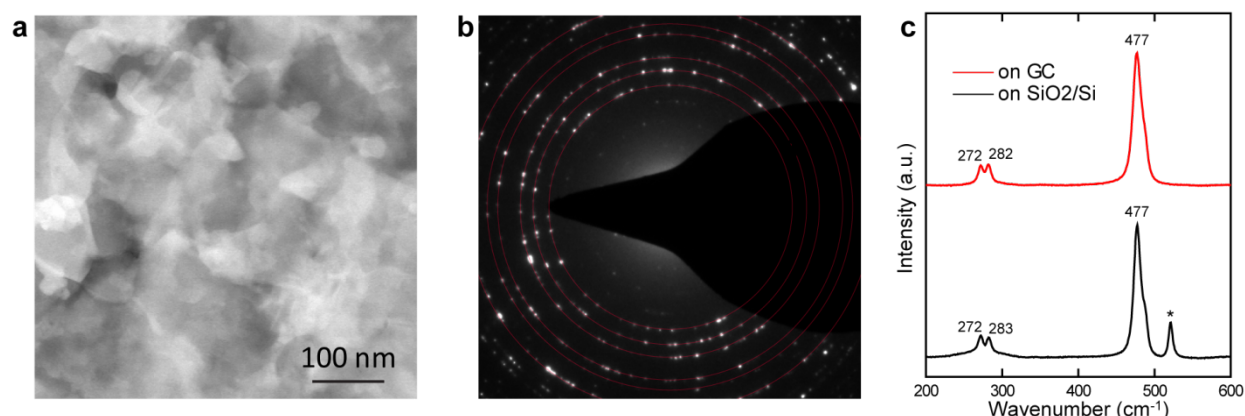 a
100 nm
b
c
477
on GC
on SiO2/Si
272
282
477
272
283
*
Intensity (a.u.)
200
300
400
500
600
Wavenumber (cm⁻¹)